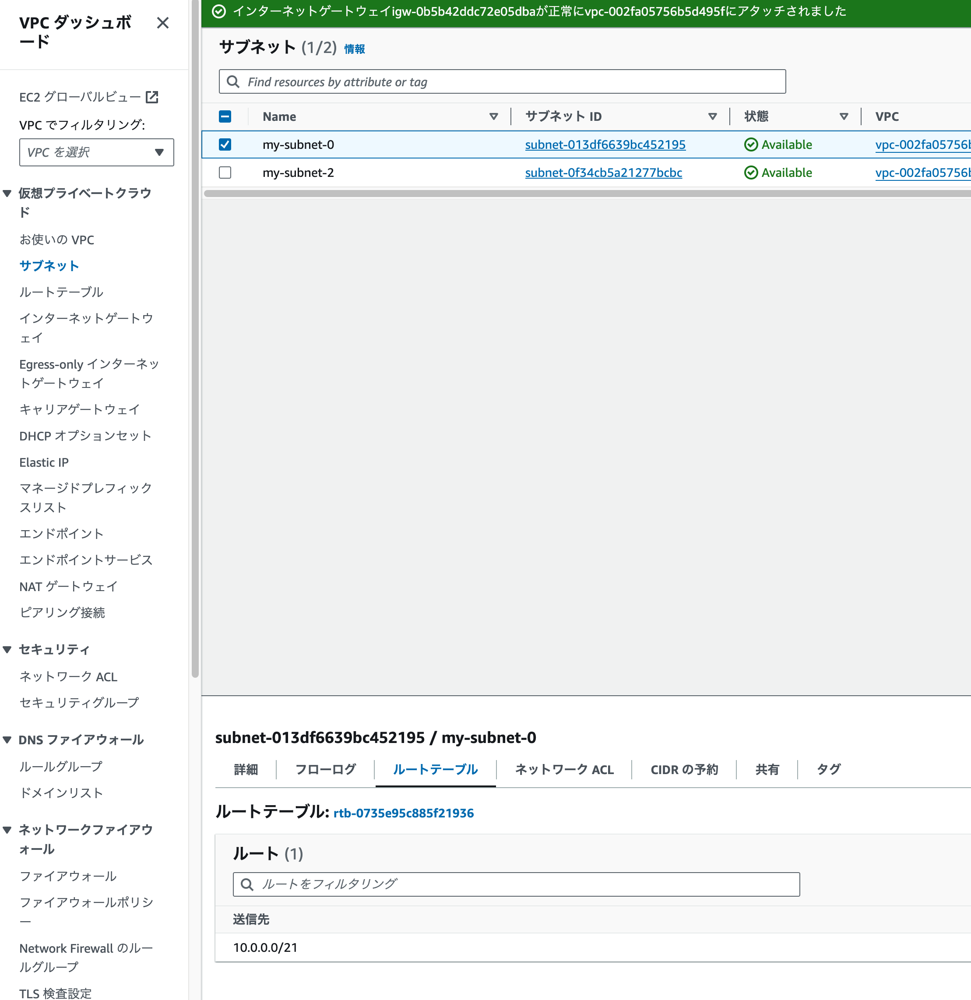 VPC ダッシュボ
ード
EC2 グローバルビュー
VPC でフィルタリング:
VPC を選択
仮想プライベートクラウ
ド
お使いの VPC
サブネット
ルートテーブル
インターネットゲートウ
ェイ
Egress-only インターネッ
トゲートウェイ
キャリアゲートウェイ
DHCP オプションセット
Elastic IP
マネージドプレフィック
スリスト
エンドポイント
エンドポイントサービス
NAT ゲートウェイ
ピアリング接続
セキュリティ
ネットワーク ACL
セキュリティグループ
DNS ファイアウォール
ルールグループ
ドメインリスト
ネットワークファイアウ
ォール
ファイアウォール
ファイアウォールポリシ
ー
Network Firewall のルー
ルグループ
TLS 検査設定
インターネットゲートウェイigw-0b5b42ddc72e05dbaが正常にvpc-002fa05756b5d495fにアタッチされました
サブネット (1/2) 情報
Find resources by attribute or tag
Name サブネット ID 状態 VPC
my-subnet-0 subnet-013df6639bc452195 Available vpc-002fa05756b
my-subnet-2 subnet-0f34cb5a21277bcbc Available vpc-002fa05756b
subnet-013df6639bc452195 / my-subnet-0
詳細 フローログ ルートテーブル ネットワーク ACL CIDR の予約 共有 タグ
ルートテーブル: rtb-0735e95c885f21936
ルート (1)
ルートをフィルタリング
送信先
10.0.0.0/21